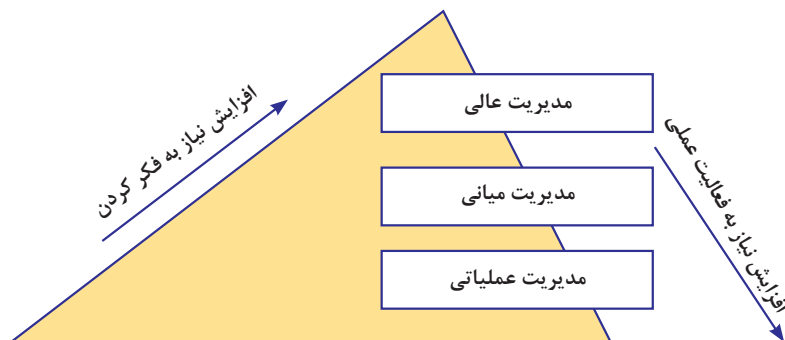 مدیریت عالی
مدیریت میانی
مدیریت عملیاتی
افزایش نیاز به فکر کردن
افزایش نیاز به فعالیت عملی